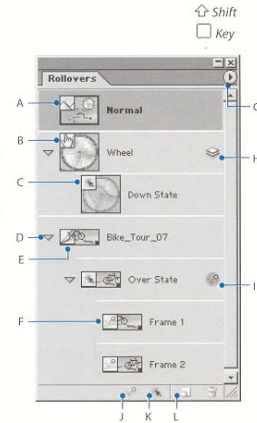 Shift
Key
Rollovers
G
A
Normal
B
Wheel
H
C
Down State
D
Bike_Tour_07
E
Over State
I
F
Frame 1
Frame 2
J
K
L